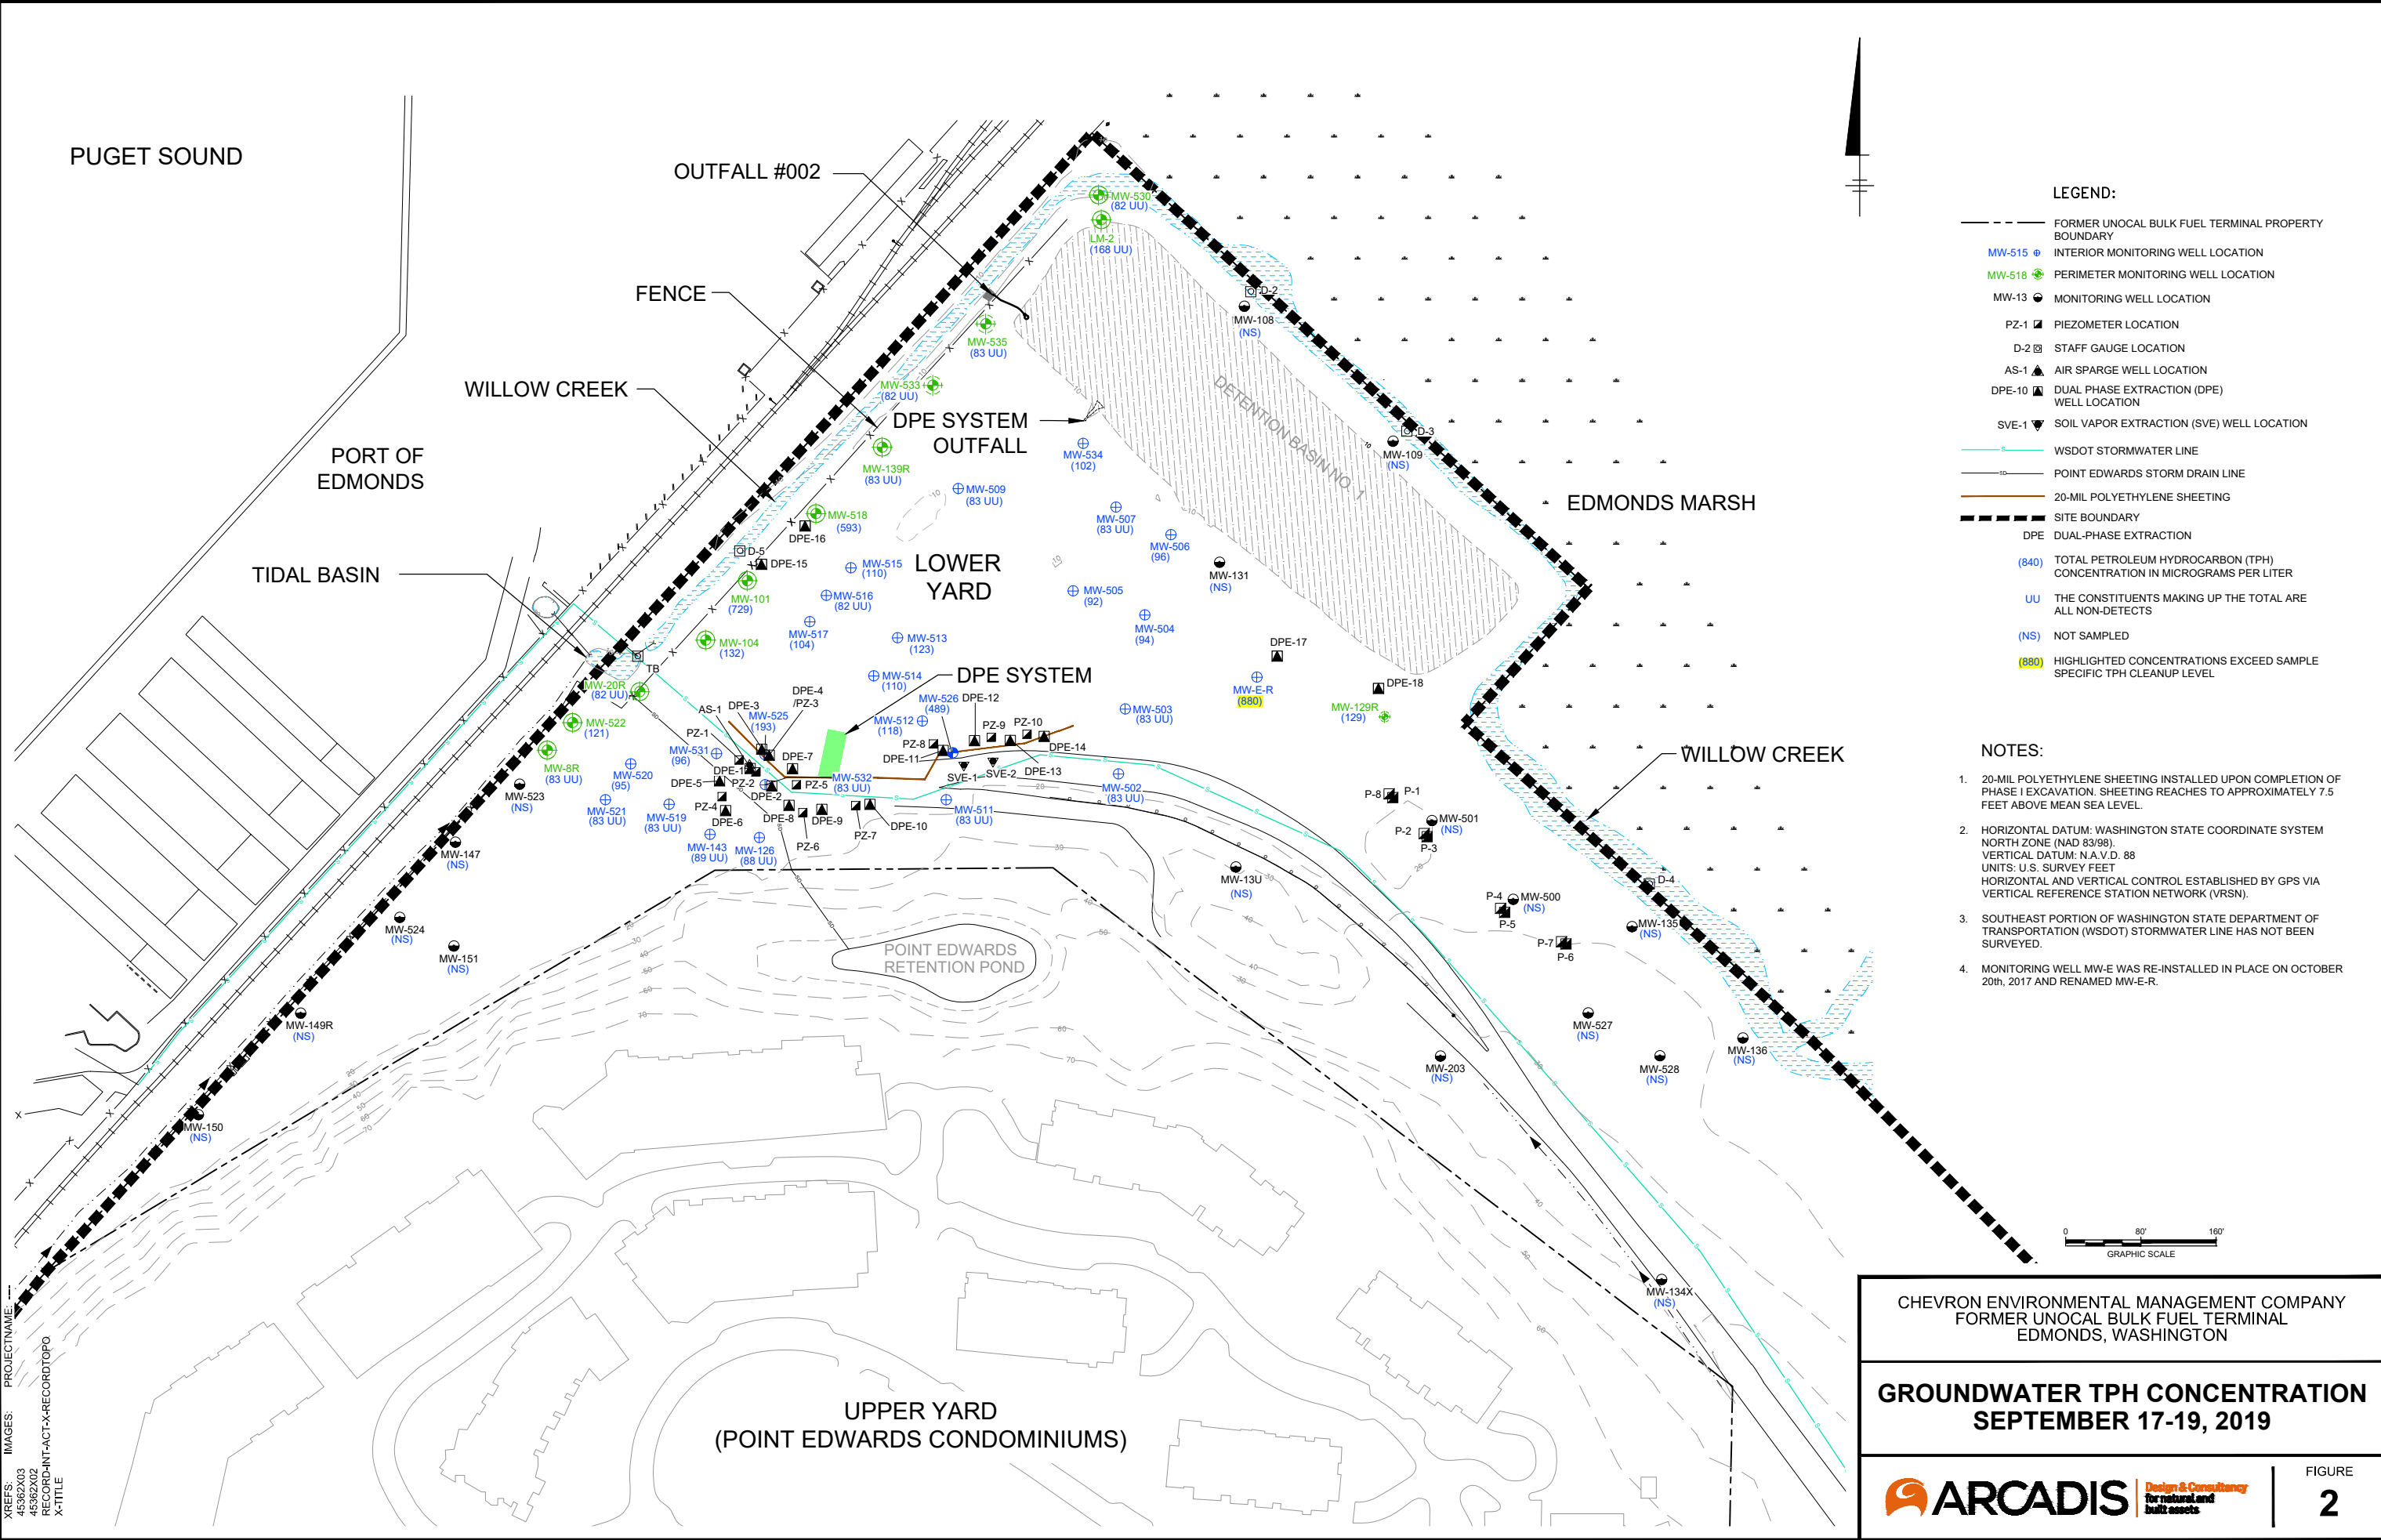 PUGET SOUND
OUTFALL #002
FENCE
WILLOW CREEK
PORT OF
EDMONDS
TIDAL BASIN
DPE SYSTEM
OUTFALL
LOWER
YARD
DPE SYSTEM
EDMONDS MARSH
WILLOW CREEK
DETENTION BASIN NO. 1
POINT EDWARDS
RETENTION POND
UPPER YARD
(POINT EDWARDS CONDOMINIUMS)
MW-530
(82 UU)
LM-2
(168 UU)
D-2
MW-108
(NS)
MW-535
(83 UU)
MW-533
(82 UU)
MW-139R
(83 UU)
MW-534
(102)
D-3
MW-109
(NS)
MW-509
(83 UU)
MW-518
(593)
DPE-16
MW-507
(83 UU)
MW-506
(96)
D-5
DPE-15
MW-515
(110)
MW-131
(NS)
MW-101
(729)
MW-516
(82 UU)
MW-505
(92)
MW-517
(104)
MW-504
(94)
MW-104
(132)
MW-513
(123)
DPE-17
TB
MW-514
(110)
MW-20R
(82 UU)
DPE-18
MW-E-R
(880)
MW-129R
(129)
DPE-4
/PZ-3
AS-1
DPE-3
MW-525
(193)
MW-526
(489)
DPE-12
MW-503
(83 UU)
MW-522
(121)
PZ-1
MW-512
(118)
PZ-9
PZ-10
MW-531
(96)
PZ-8
DPE-11
DPE-14
DPE-7
MW-8R
(83 UU)
MW-520
(95)
DPE-1
SVE-1
SVE-2
DPE-13
DPE-5
PZ-2
PZ-5
MW-532
(83 UU)
MW-502
(83 UU)
MW-523
(NS)
MW-521
(83 UU)
MW-519
(83 UU)
PZ-4
DPE-2
DPE-6
DPE-8
DPE-9
PZ-7
DPE-10
MW-511
(83 UU)
P-8
P-1
MW-501
(NS)
P-2
P-3
MW-143
(89 UU)
MW-126
(88 UU)
PZ-6
MW-147
(NS)
MW-13U
(NS)
D-4
P-4
MW-500
(NS)
P-5
MW-524
(NS)
MW-135
(NS)
P-7
P-6
MW-151
(NS)
MW-149R
(NS)
MW-527
(NS)
MW-136
(NS)
MW-203
(NS)
MW-528
(NS)
MW-150
(NS)
MW-134X
(NS)
LEGEND:
FORMER UNOCAL BULK FUEL TERMINAL PROPERTY
BOUNDARY
MW-515 INTERIOR MONITORING WELL LOCATION
MW-518 PERIMETER MONITORING WELL LOCATION
MW-13 MONITORING WELL LOCATION
PZ-1 PIEZOMETER LOCATION
D-2 STAFF GAUGE LOCATION
AS-1 AIR SPARGE WELL LOCATION
DPE-10 DUAL PHASE EXTRACTION (DPE)
WELL LOCATION
SVE-1 SOIL VAPOR EXTRACTION (SVE) WELL LOCATION
S WSDOT STORMWATER LINE
SD POINT EDWARDS STORM DRAIN LINE
20-MIL POLYETHYLENE SHEETING
SITE BOUNDARY
DPE DUAL-PHASE EXTRACTION
(840) TOTAL PETROLEUM HYDROCARBON (TPH)
CONCENTRATION IN MICROGRAMS PER LITER
UU THE CONSTITUENTS MAKING UP THE TOTAL ARE
ALL NON-DETECTS
(NS) NOT SAMPLED
(880) HIGHLIGHTED CONCENTRATIONS EXCEED SAMPLE
SPECIFIC TPH CLEANUP LEVEL
NOTES:
1. 20-MIL POLYETHYLENE SHEETING INSTALLED UPON COMPLETION OF
PHASE I EXCAVATION. SHEETING REACHES TO APPROXIMATELY 7.5
FEET ABOVE MEAN SEA LEVEL.
2. HORIZONTAL DATUM: WASHINGTON STATE COORDINATE SYSTEM
NORTH ZONE (NAD 83/98).
VERTICAL DATUM: N.A.V.D. 88
UNITS: U.S. SURVEY FEET
HORIZONTAL AND VERTICAL CONTROL ESTABLISHED BY GPS VIA
VERTICAL REFERENCE STATION NETWORK (VRSN).
3. SOUTHEAST PORTION OF WASHINGTON STATE DEPARTMENT OF
TRANSPORTATION (WSDOT) STORMWATER LINE HAS NOT BEEN
SURVEYED.
4. MONITORING WELL MW-E WAS RE-INSTALLED IN PLACE ON OCTOBER
20th, 2017 AND RENAMED MW-E-R.
0 80' 160'
GRAPHIC SCALE
CHEVRON ENVIRONMENTAL MANAGEMENT COMPANY
FORMER UNOCAL BULK FUEL TERMINAL
EDMONDS, WASHINGTON
GROUNDWATER TPH CONCENTRATION
SEPTEMBER 17-19, 2019
ARCADIS
Design & Consultancy
for natural and
built assets
FIGURE
2
XREFS: IMAGES: PROJECTNAME: ---
45362X03
45362X02
RECORD-INT-ACT-X-RECORDTOPO
X-TITLE